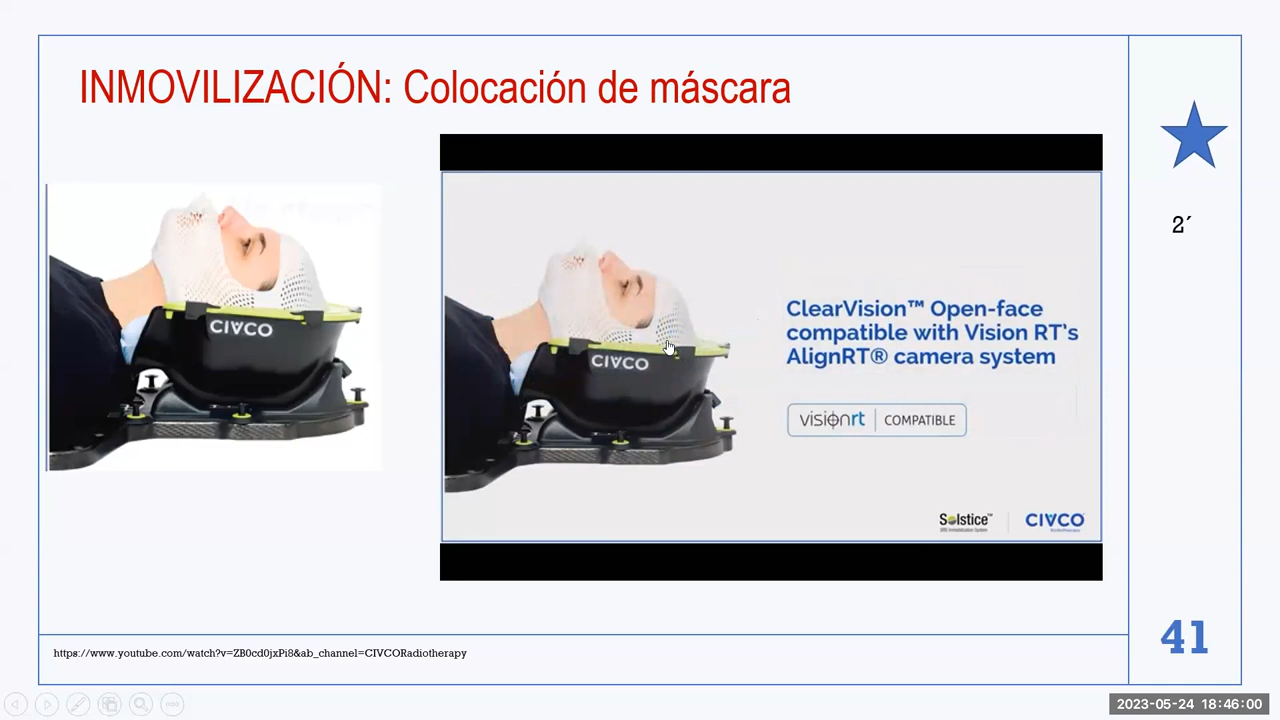 INMOVILIZACIÓN: Colocación de máscara
2´
CIVCO
CIVCO
ClearVision™ Open-face
compatible with Vision RT's
AlignRT® camera system
visionrt COMPATIBLE
Solstice™
CIVCO
41
https://www.youtube.com/watch?v=ZB0cd0jxPi8&ab_channel=CIVCORadiotherapy
2023-05-24 18:46:00